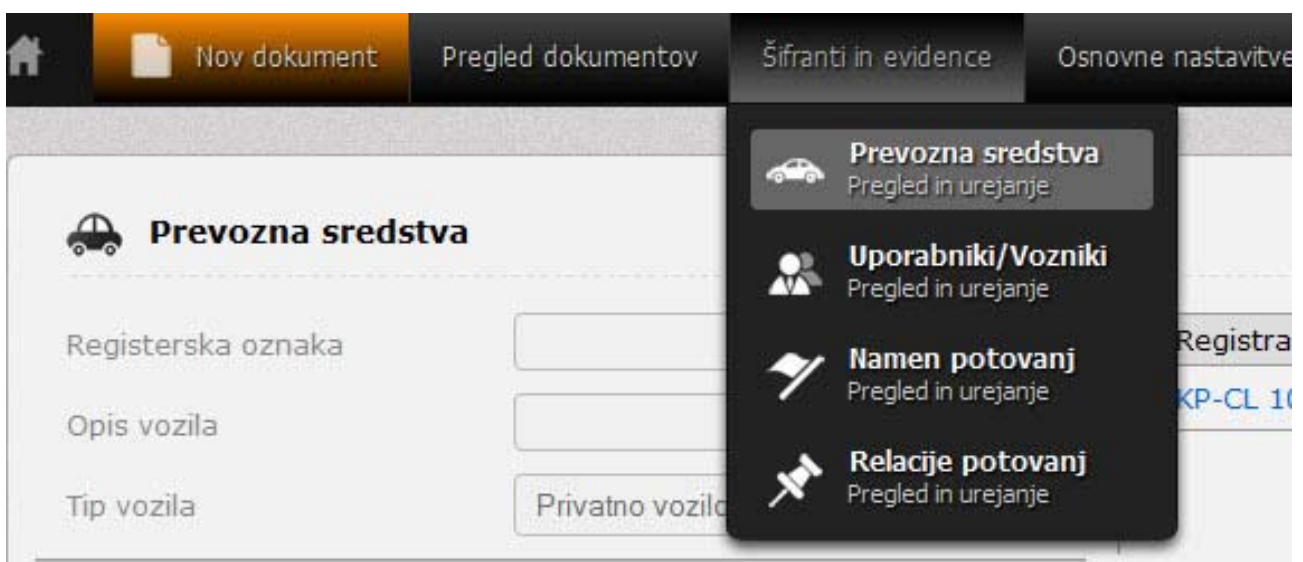 Nov dokument
Pregled dokumentov
Šifranti in evidence
Osnovne nastavitve
Prevozna sredstva
Pregled in urejanje
Uporabniki/Vozniki
Pregled in urejanje
Namen potovanj
Pregled in urejanje
Relacije potovanj
Pregled in urejanje
Prevozna sredstva
Registerska oznaka
Opis vozila
Tip vozila
Privatno vozilo
Registra
KP-CL 10